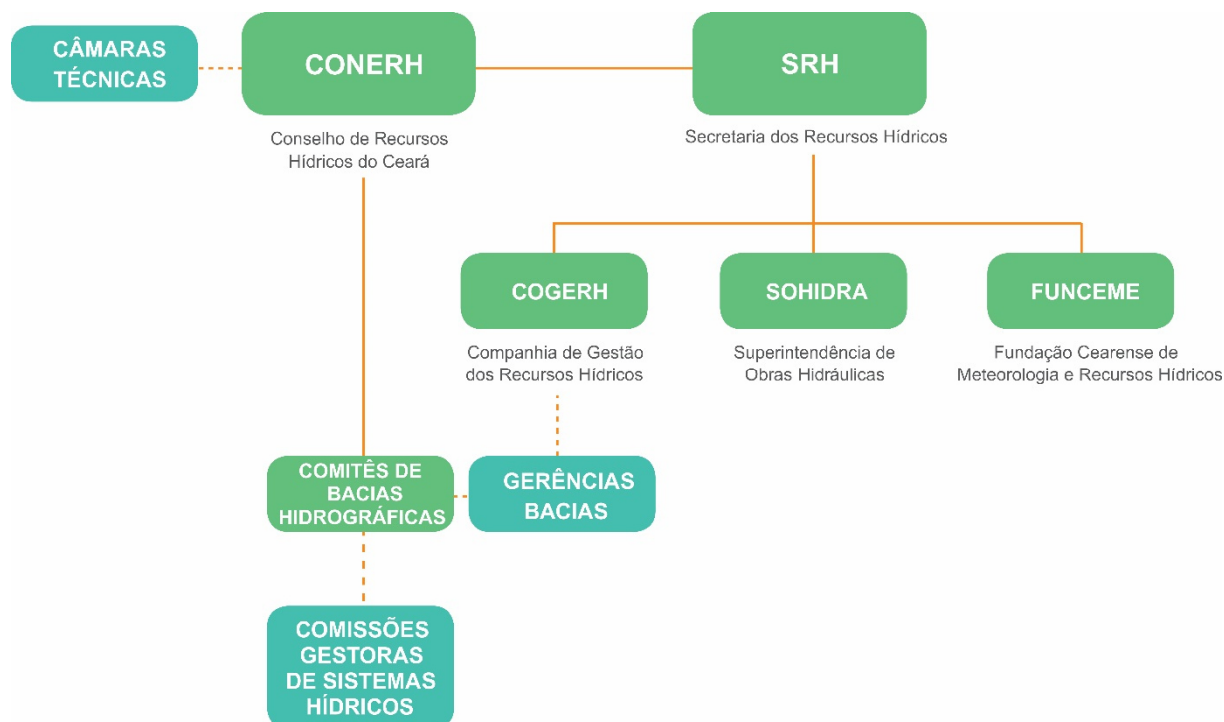 CÂMARAS
TÉCNICAS
CONERH
SRH
Conselho de Recursos
Hídricos do Ceará
Secretaria dos Recursos Hídricos
COGERH
SOHIDRA
FUNCEME
Companhia de Gestão
dos Recursos Hídricos
Superintendência de
Obras Hidráulicas
Fundação Cearense de
Meteorologia e Recursos Hídricos
COMITÊS DE
BACIAS
HIDROGRÁFICAS
GERÊNCIAS
BACIAS
COMISSÕES
GESTORAS
DE SISTEMAS
HÍDRICOS